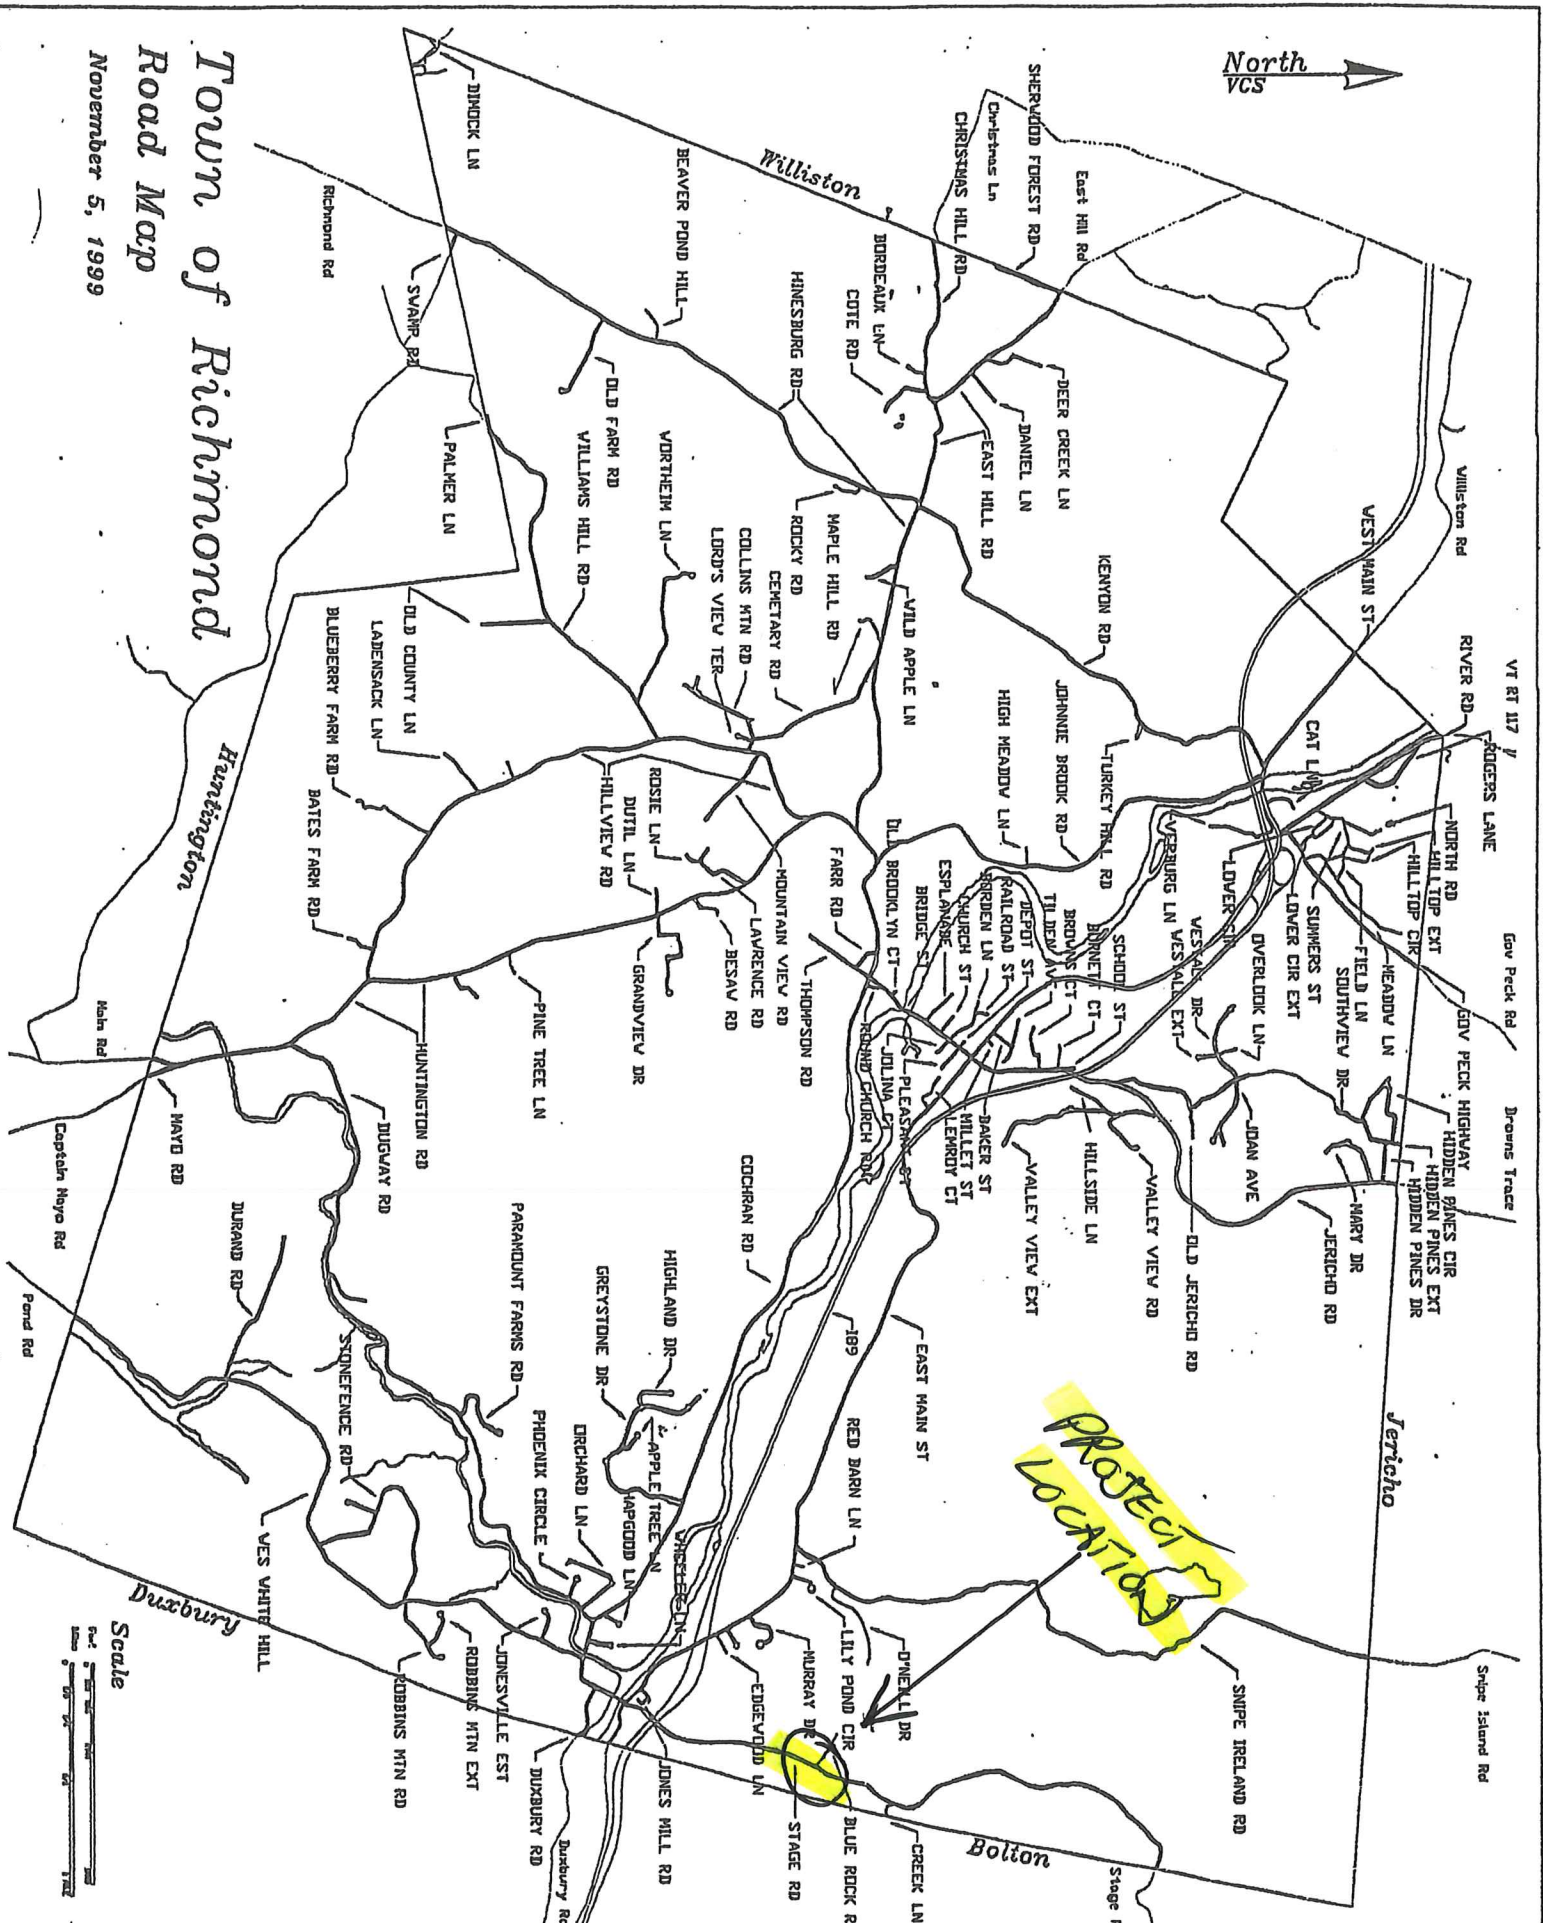 North
VCS
Town of Richmond
Road Map
November 5, 1999
Williston
Huntington
Duxbury
Bolton
Jericho
PROJECT
LOCATION
Scale
Feet
Miles
DIMOCK LN
Richmond Rd
SWAMP RD
PALMER LN
BEAVER POND HILL
OLD FARM RD
WILLIAMS HILL RD
WORTHEIM LN
HINESBURG RD
BORDEAUX LN
COTE RD
CHRISTMAS HILL RD
Christmas Ln
SHERWOOD FOREST RD
East Hill Rd
DEER CREEK LN
DANIEL LN
EAST HILL RD
ROCKY RD
MAPLE HILL RD
CEMETARY RD
COLLINS MTN RD
LORD'S VIEW TER
WILD APPLE LN
KENYON RD
WEST MAIN ST
Williston Rd
RIVER RD
VT RT 117
ROGERS LANE
CAT LN
NORTH RD
HILLTOP EXT
HILLTOP CIR
Gov Peck Rd
MEADOW LN
FIELD LN
SOUTHVIEW DR
SUMMERS ST
LOWER CIR EXT
LOWER CIR
OVERLOOK LN
WESTALL DR
WESTALL EXT
VERBURG LN
TURKEY HILL RD
JOHNNIE BROOK RD
HIGH MEADOW LN
GOV PECK HIGHWAY
HIDDEN PINES CIR
HIDDEN PINES EXT
HIDDEN PINES DR
Browns Trace
MARY DR
JERICHO RD
JOAN AVE
OLD JERICHO RD
VALLEY VIEW RD
HILLSIDE LN
VALLEY VIEW EXT
SCHOOL ST
BURNETT CT
BROWNS CT
TILDEN AVE
DEPOT ST
RAILROAD ST
BORDEN LN
CHURCH ST
ESPLANADE
BRIDGE ST
OLD BROOKLYN CT
FARR RD
THOMPSON RD
BAKER ST
MILLET ST
LEMROY CT
PLEASANT ST
JOLINA CT
ROUND CHURCH RD
COCHRAN RD
MOUNTAIN VIEW RD
LAWRENCE RD
BESAW RD
ROSIE LN
DUTIL LN
HILLVIEW RD
GRANDVIEW DR
PINE TREE LN
HUNTINGTON RD
OLD COUNTY LN
LADENSACK LN
BLUEBERRY FARM RD
BATES FARM RD
Main Rd
MAYO RD
Captain Mayo Rd
DUGWAY RD
DURAND RD
Pond Rd
STONEFENCE RD
WES WHITE HILL
PARAMOUNT FARMS RD
PHOENIX CIRCLE
ORCHARD LN
HAPGOOD LN
APPLE TREE LN
WHEELER LN
HIGHLAND DR
GREYSTONE DR
I89
EAST MAIN ST
RED BARN LN
LILY POND CIR
O'NEILL DR
MURRAY DR
EDGEWOOD LN
SNIPE IRELAND RD
Snipe Island Rd
STAGE RD
BLUE ROCK R
CREEK LN
JONES MILL RD
DUXBURY RD
Duxbury Rd
JONESVILLE EST
ROBBINS MTN EXT
ROBBINS MTN RD